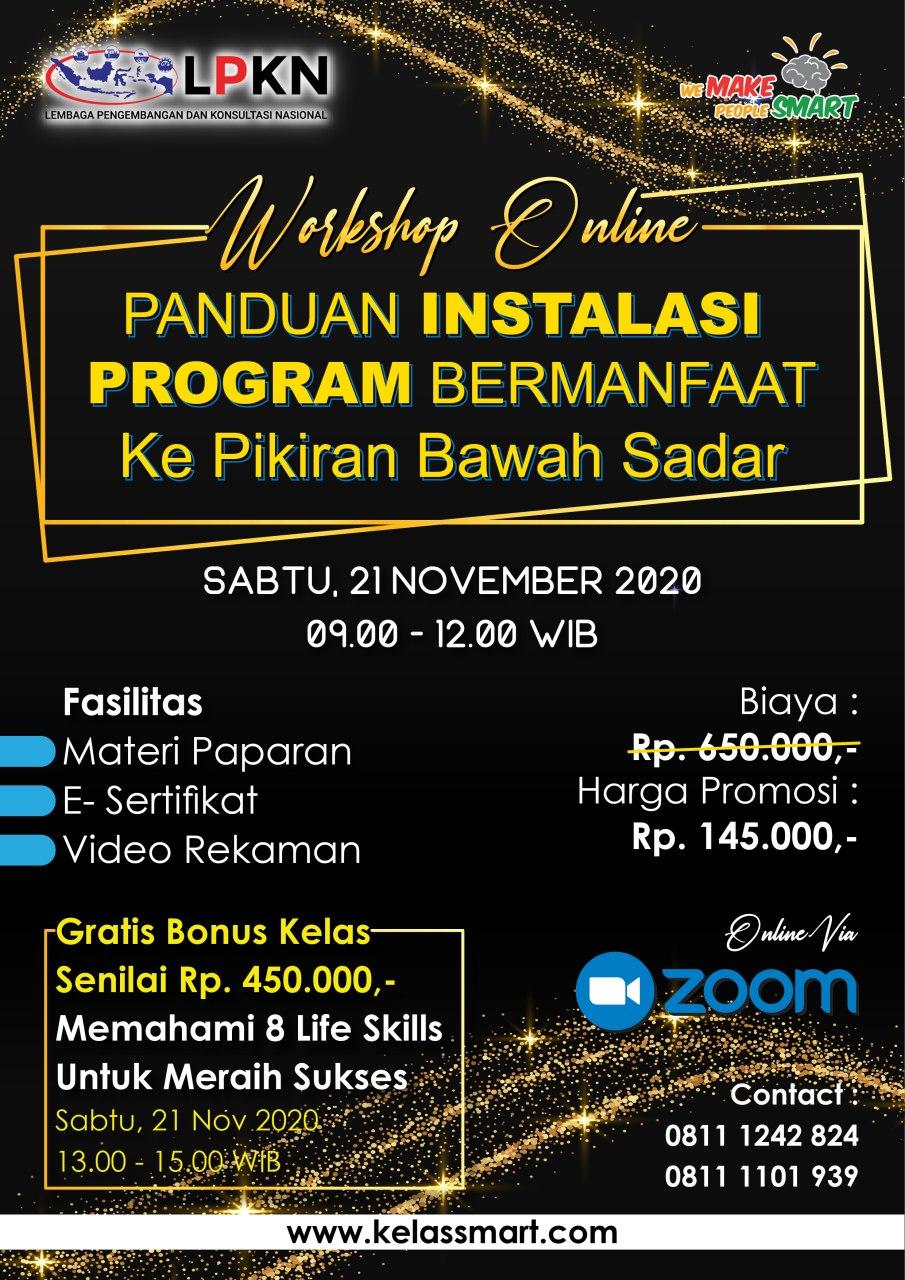 LPKN
LEMBAGA PENGEMBANGAN DAN KONSULTASI NASIONAL
WE MAKE
PEOPLE SMART
Workshop Online
PANDUAN INSTALASI
PROGRAM BERMANFAAT
Ke Pikiran Bawah Sadar
SABTU, 21 NOVEMBER 2020
09.00 - 12.00 WIB
Fasilitas
Materi Paparan
E- Sertifikat
Video Rekaman
Biaya :
Rp. 650.000,-
Harga Promosi :
Rp. 145.000,-
Gratis Bonus Kelas
Senilai Rp. 450.000,-
Memahami 8 Life Skills
Untuk Meraih Sukses
Sabtu, 21 Nov 2020
13.00 - 15.00 WIB
Online Via
zoom
Contact :
0811 1242 824
0811 1101 939
www.kelassmart.com